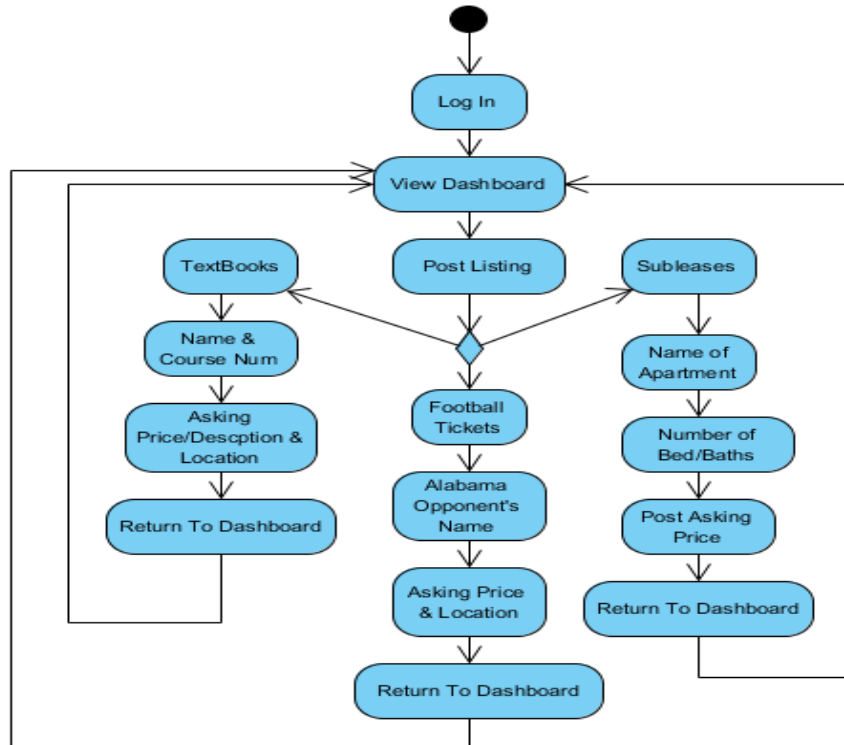 Log In
View Dashboard
TextBooks
Post Listing
Subleases
Name &
Course Num
Name of
Apartment
Asking
Price/Descption &
Location
Football
Tickets
Number of
Bed/Baths
Return To Dashboard
Alabama
Opponent's
Name
Post Asking
Price
Asking Price
& Location
Return To Dashboard
Return To Dashboard